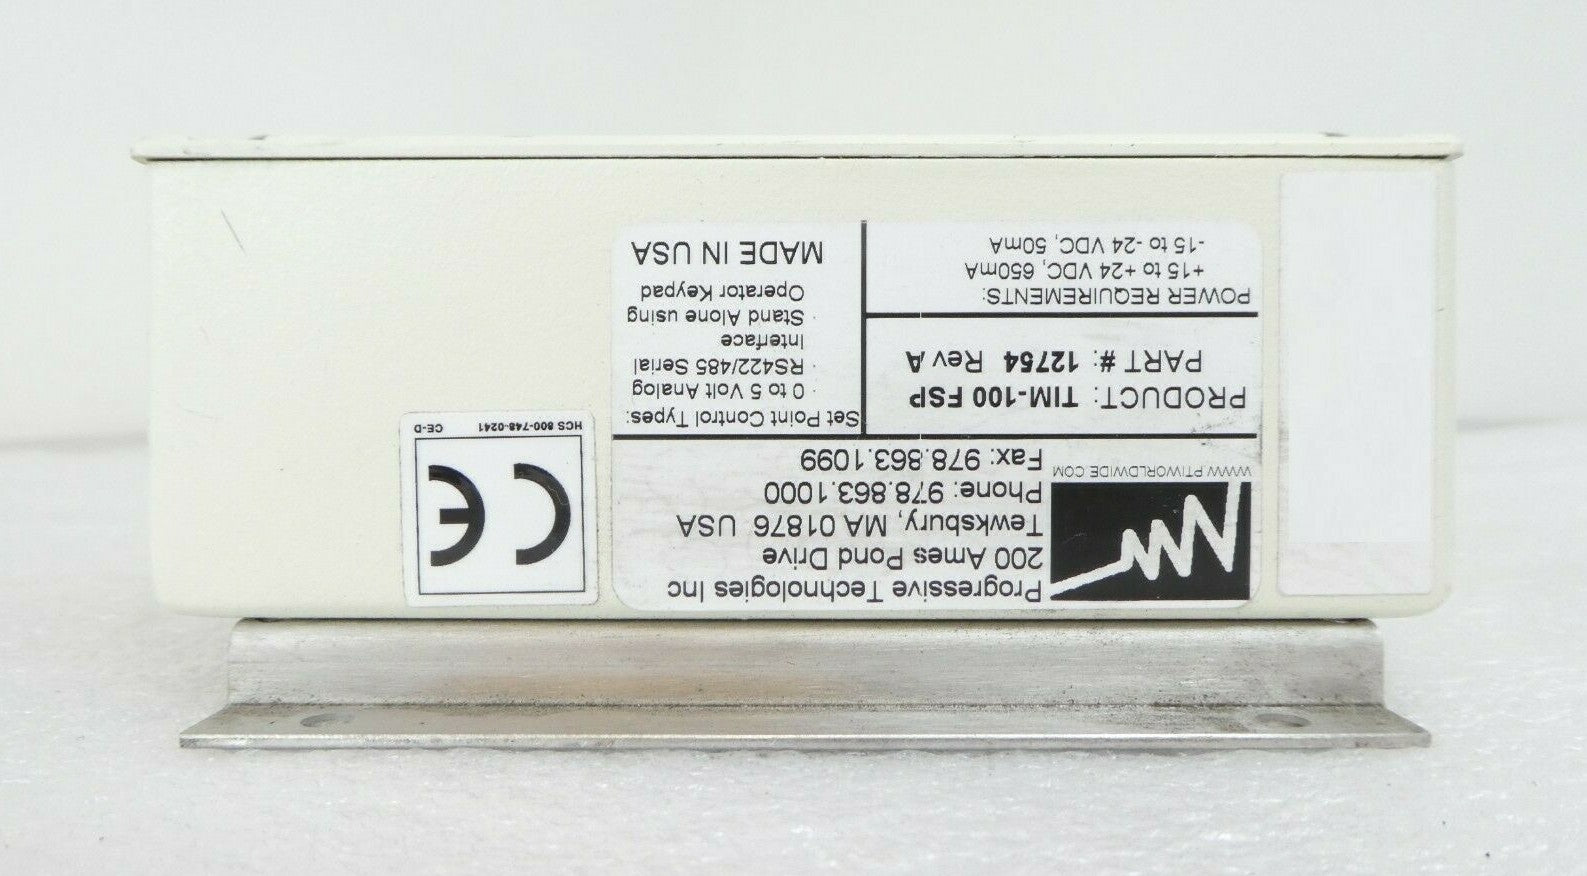 Progressive Technologies Inc
200 Ames Pond Drive
Tewksbury, MA 01876 USA
Phone: 978.863.1000
Fax: 978.863.1099
WWW.PTIWORLDWIDE.COM
PRODUCT: TIM-100 FSP
PART #: 12754 Rev A
POWER REQUIREMENTS:
+15 to +24 VDC, 650mA
-15 to -24 VDC, 50mA
Set Point Control Types:
· 0 to 5 Volt Analog
· RS422/485 Serial
Interface
· Stand Alone using
Operator Keypad
MADE IN USA
CE
HCS 800-748-0241
CE-D